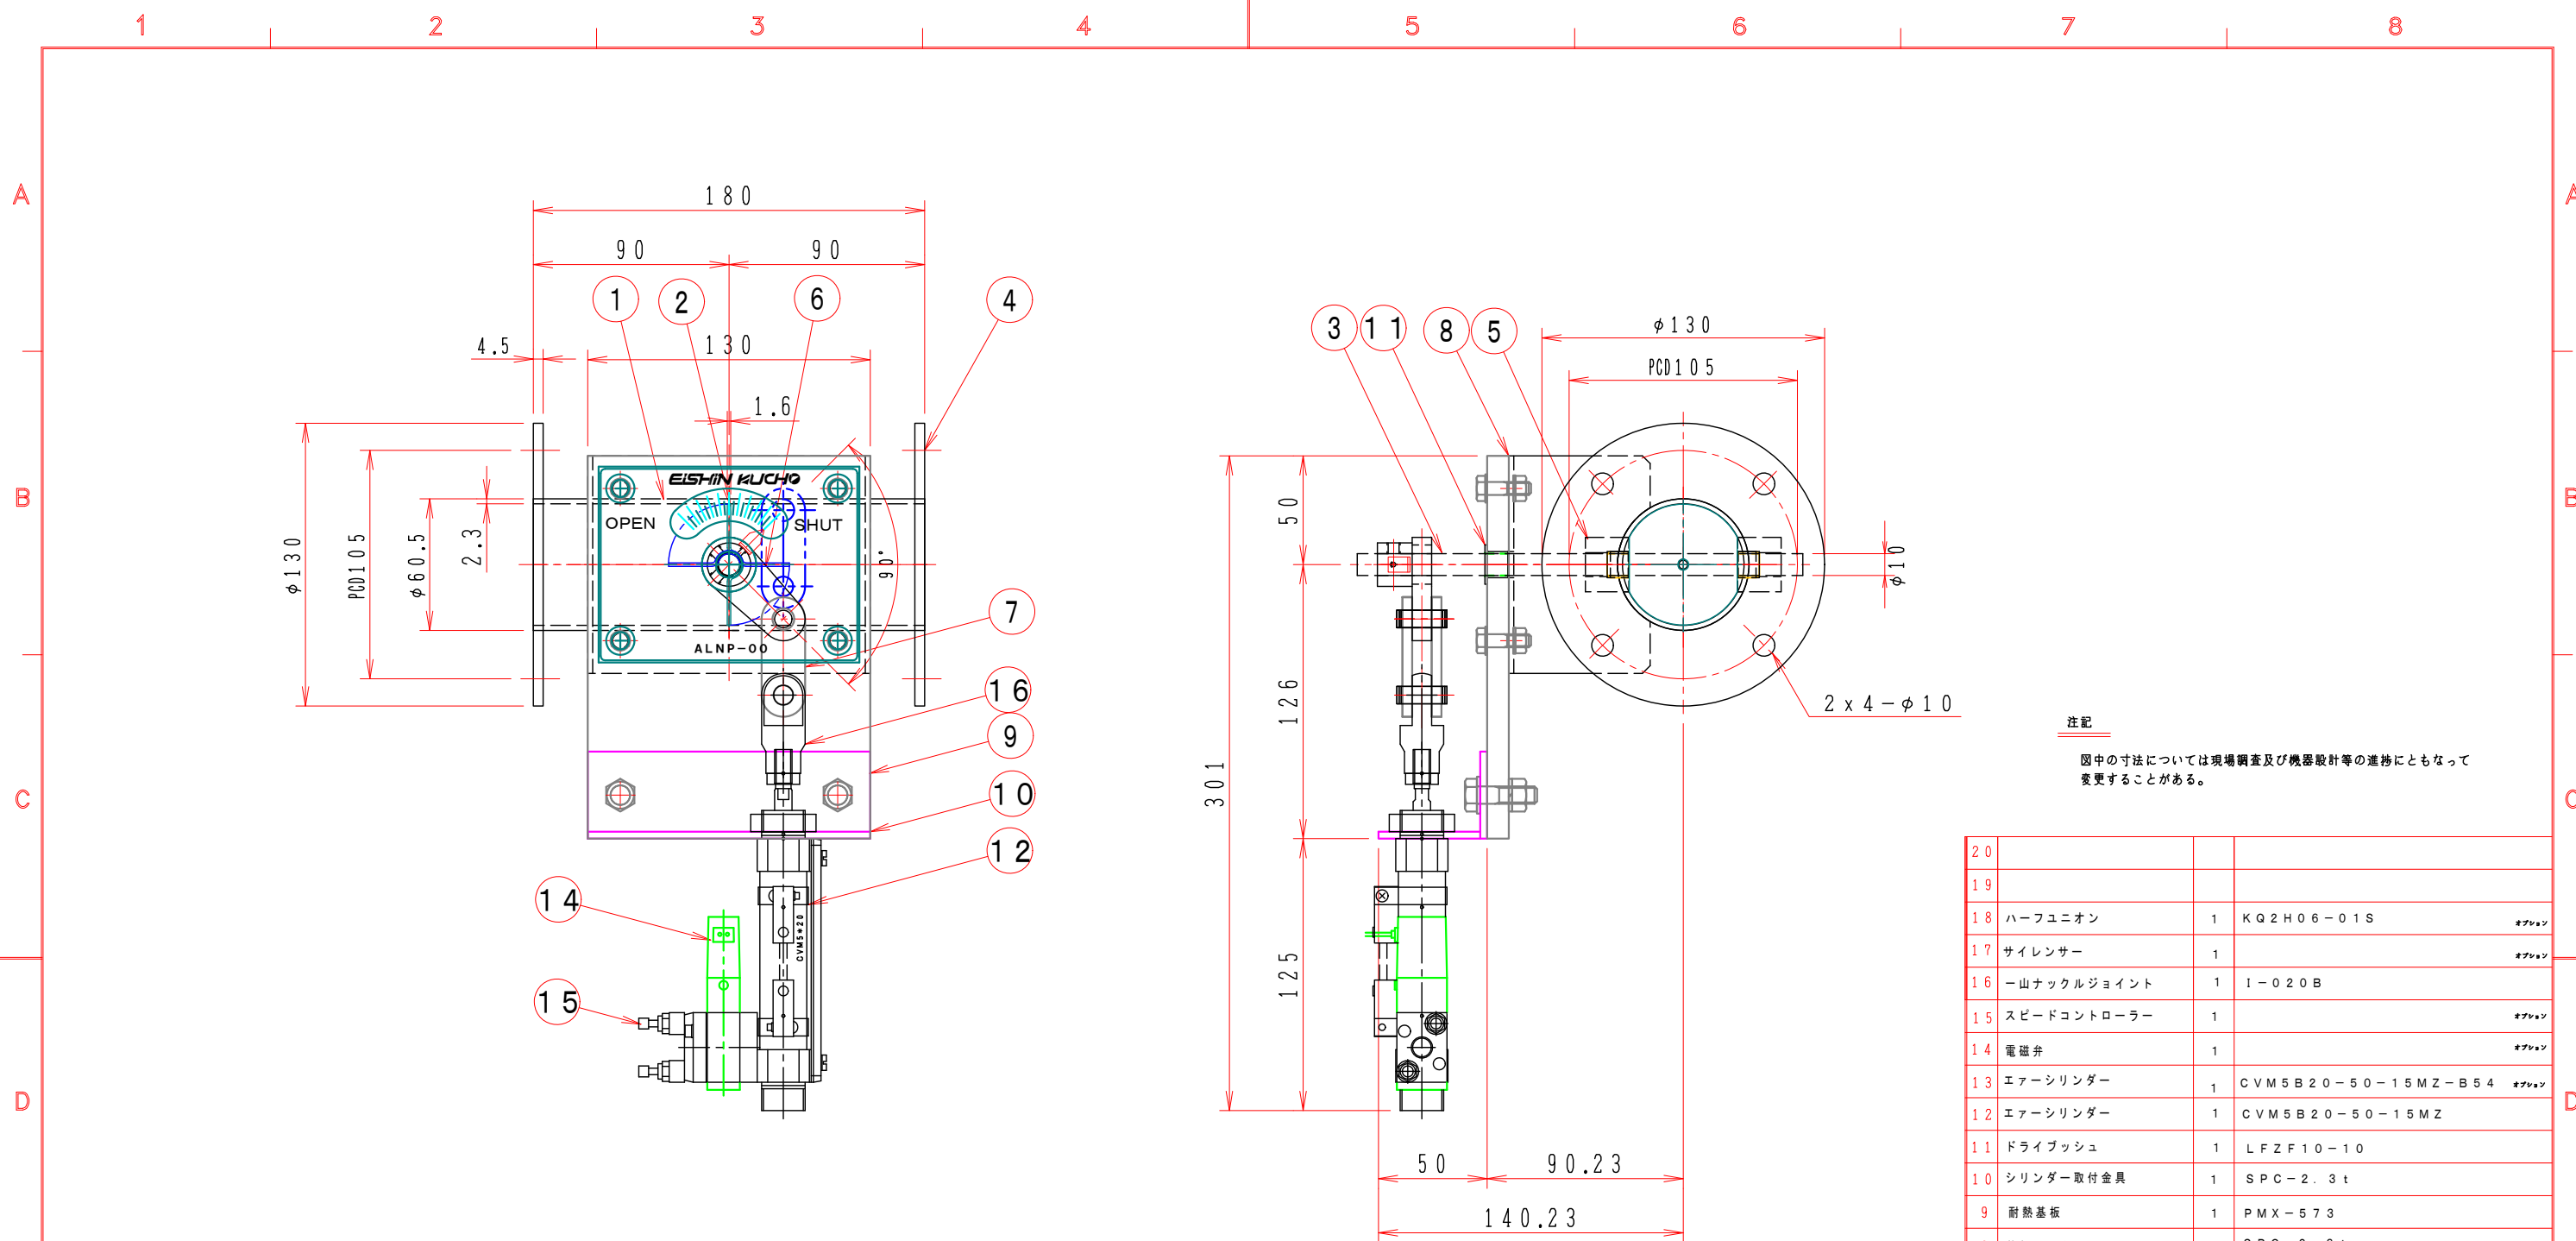 1 2 3 4 5 6 7 8
A A
B B
C C
D D
180
90 90
1 2 6 4
4.5
130
1.6
φ130
PCD105
φ60.5
2.3
EISHIN KUCHO
OPEN SHUT
90°
ALNP-00
7
16
9
10
12
14
15
CVM5*20
3 11 8 5
φ130
PCD105
50
φ10
126
301
125
2x4-φ10
50 90.23
140.23
注記
図中の寸法については現場調査及び機器設計等の進捗にともなって
変更することがある。
20
19
18 ハーフユニオン 1 KQ2H06-01S オプション
17 サイレンサー 1 オプション
16 一山ナックルジョイント 1 I-020B
15 スピードコントローラー 1 オプション
14 電磁弁 1 オプション
13 エアーシリンダー 1 CVM5B20-50-15MZ-B54 オプション
12 エアーシリンダー 1 CVM5B20-50-15MZ
11 ドライブッシュ 1 LFZF10-10
10 シリンダー取付金具 1 SPC-2.3t
9 耐熱基板 1 PMX-573